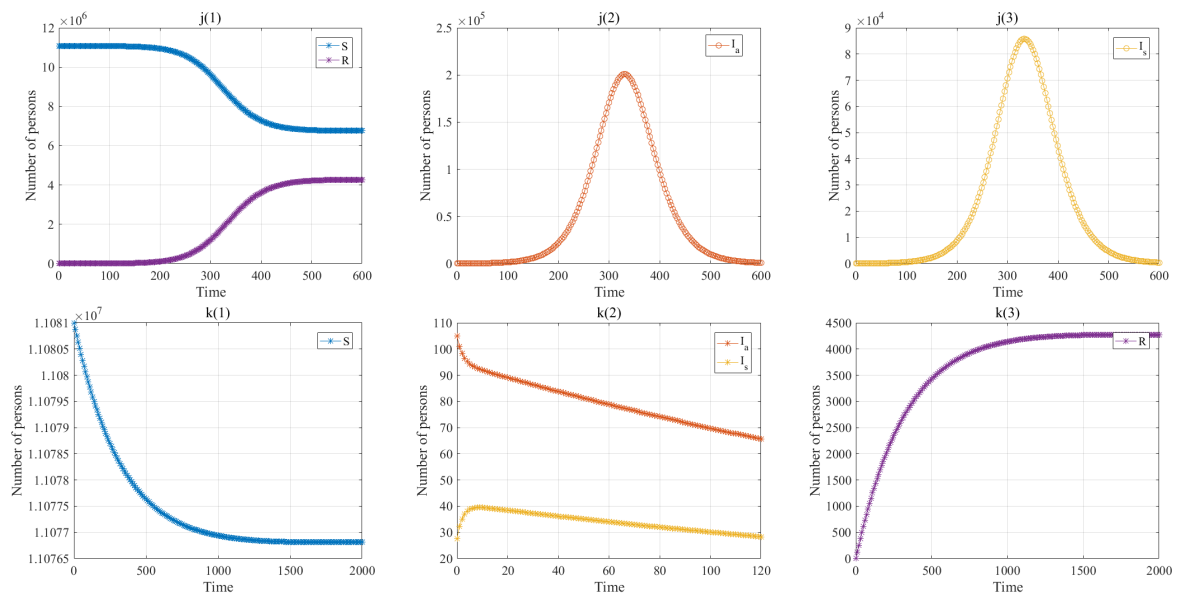 j(1)
×10^6
12
10
8
6
4
2
0
Number of persons
0 100 200 300 400 500 600
Time
S
R
j(2)
×10^5
2.5
2
1.5
1
0.5
0
Number of persons
0 100 200 300 400 500 600
Time
I_a
j(3)
×10^4
9
8
7
6
5
4
3
2
1
0
Number of persons
0 100 200 300 400 500 600
Time
I_s
k(1)
×10^7
1.1081
1.10805
1.108
1.10795
1.1079
1.10785
1.1078
1.10775
1.1077
1.10765
Number of persons
0 500 1000 1500 2000
Time
S
k(2)
110
100
90
80
70
60
50
40
30
20
Number of persons
0 20 40 60 80 100 120
Time
I_a
I_s
k(3)
4500
4000
3500
3000
2500
2000
1500
1000
500
0
Number of persons
0 500 1000 1500 2000
Time
R